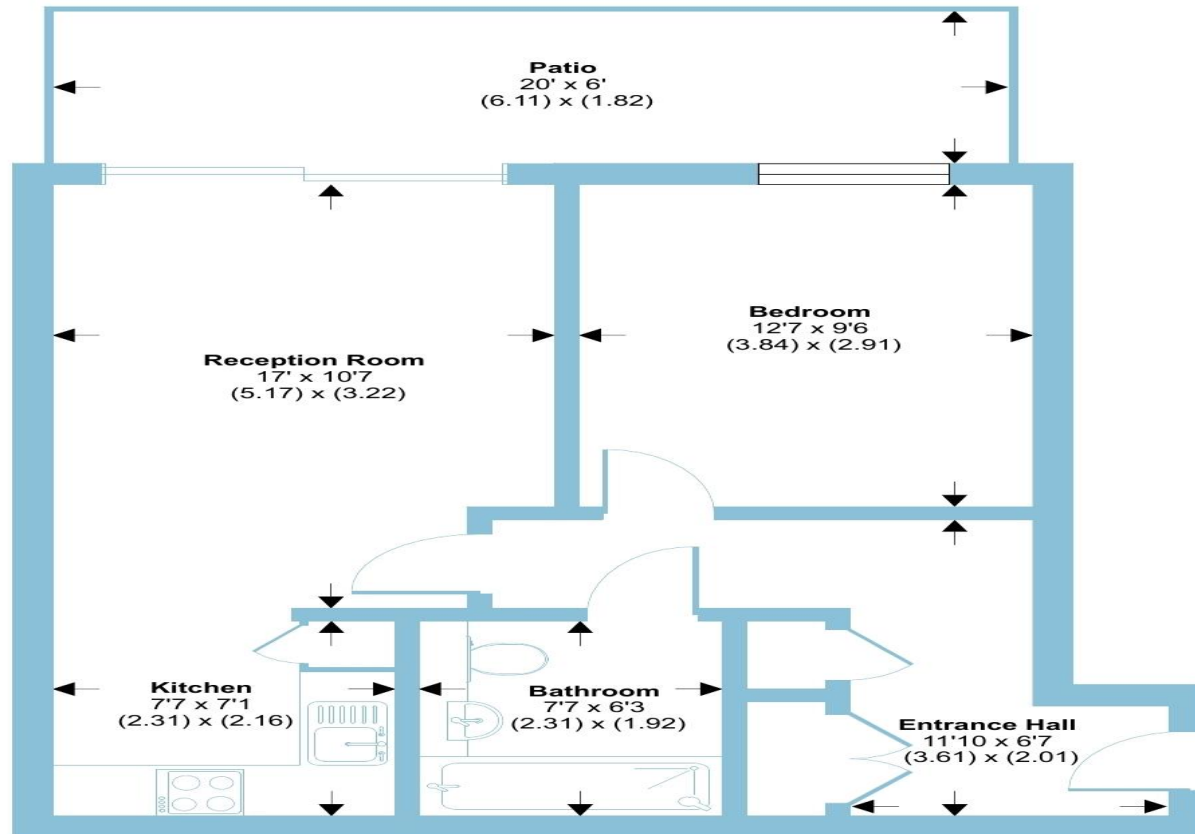 Patio
20' x 6'
(6.11) x (1.82)
Bedroom
12'7 x 9'6
(3.84) x (2.91)
Reception Room
17' x 10'7
(5.17) x (3.22)
Kitchen
7'7 x 7'1
(2.31) x (2.16)
Bathroom
7'7 x 6'3
(2.31) x (1.92)
Entrance Hall
11'10 x 6'7
(3.61) x (2.01)